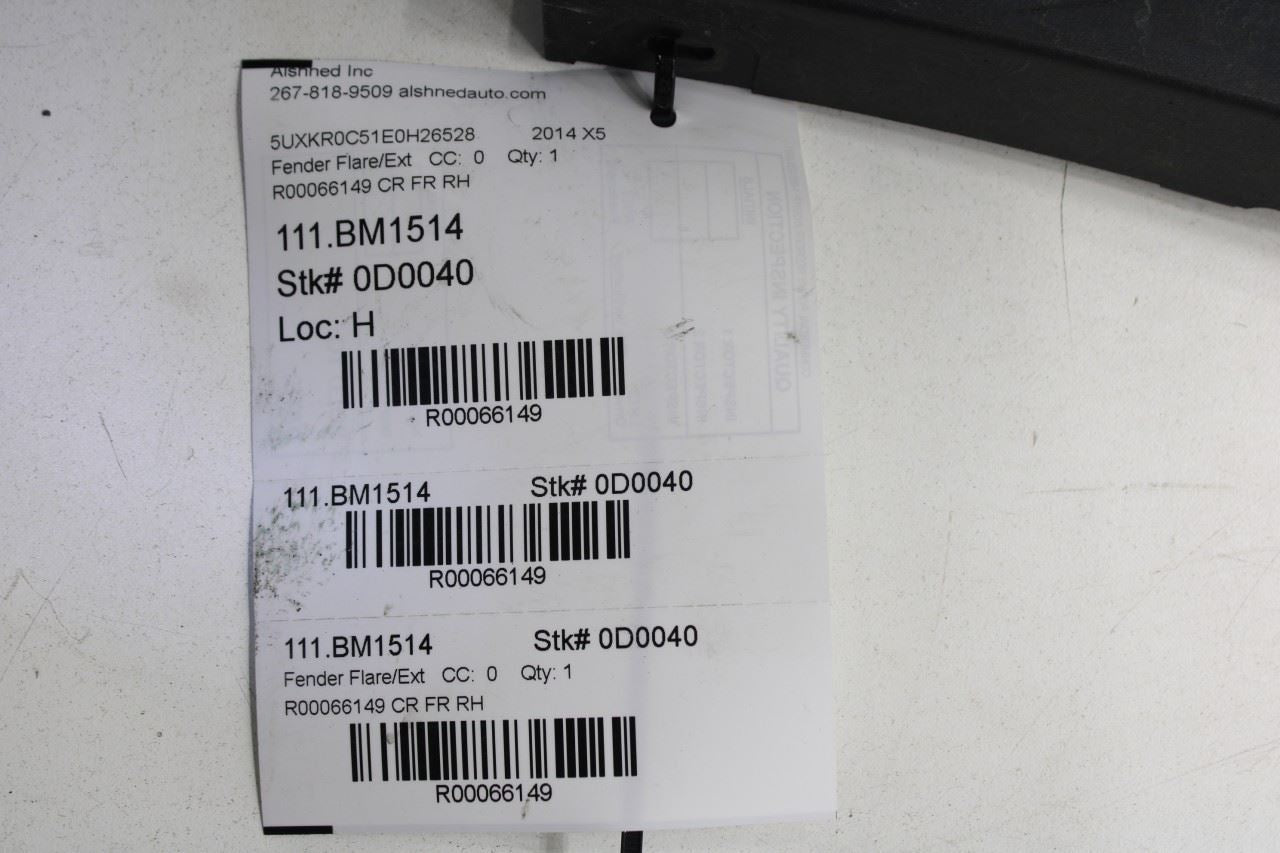 Alshned Inc
267-818-9509 alshnedauto.com
5UXKR0C51E0H26528 2014 X5
Fender Flare/Ext CC: 0 Qty: 1
R00066149 CR FR RH
111.BM1514
Stk# 0D0040
Loc: H
R00066149
111.BM1514 Stk# 0D0040
R00066149
111.BM1514 Stk# 0D0040
Fender Flare/Ext CC: 0 Qty: 1
R00066149 CR FR RH
R00066149
QUALITY INSPECTION